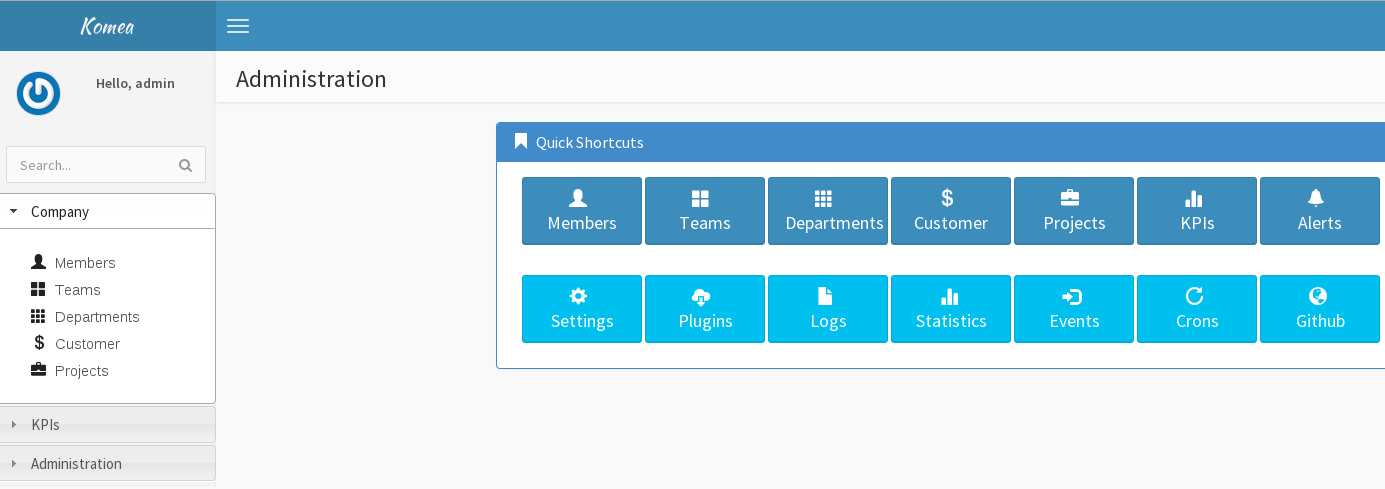 Komea
Hello, admin
Search...
Company
Members
Teams
Departments
$ Customer
Projects
KPIs
Administration
Administration
Quick Shortcuts
Members Teams Departments Customer Projects KPIs Alerts
Settings Plugins Logs Statistics Events Crons Github